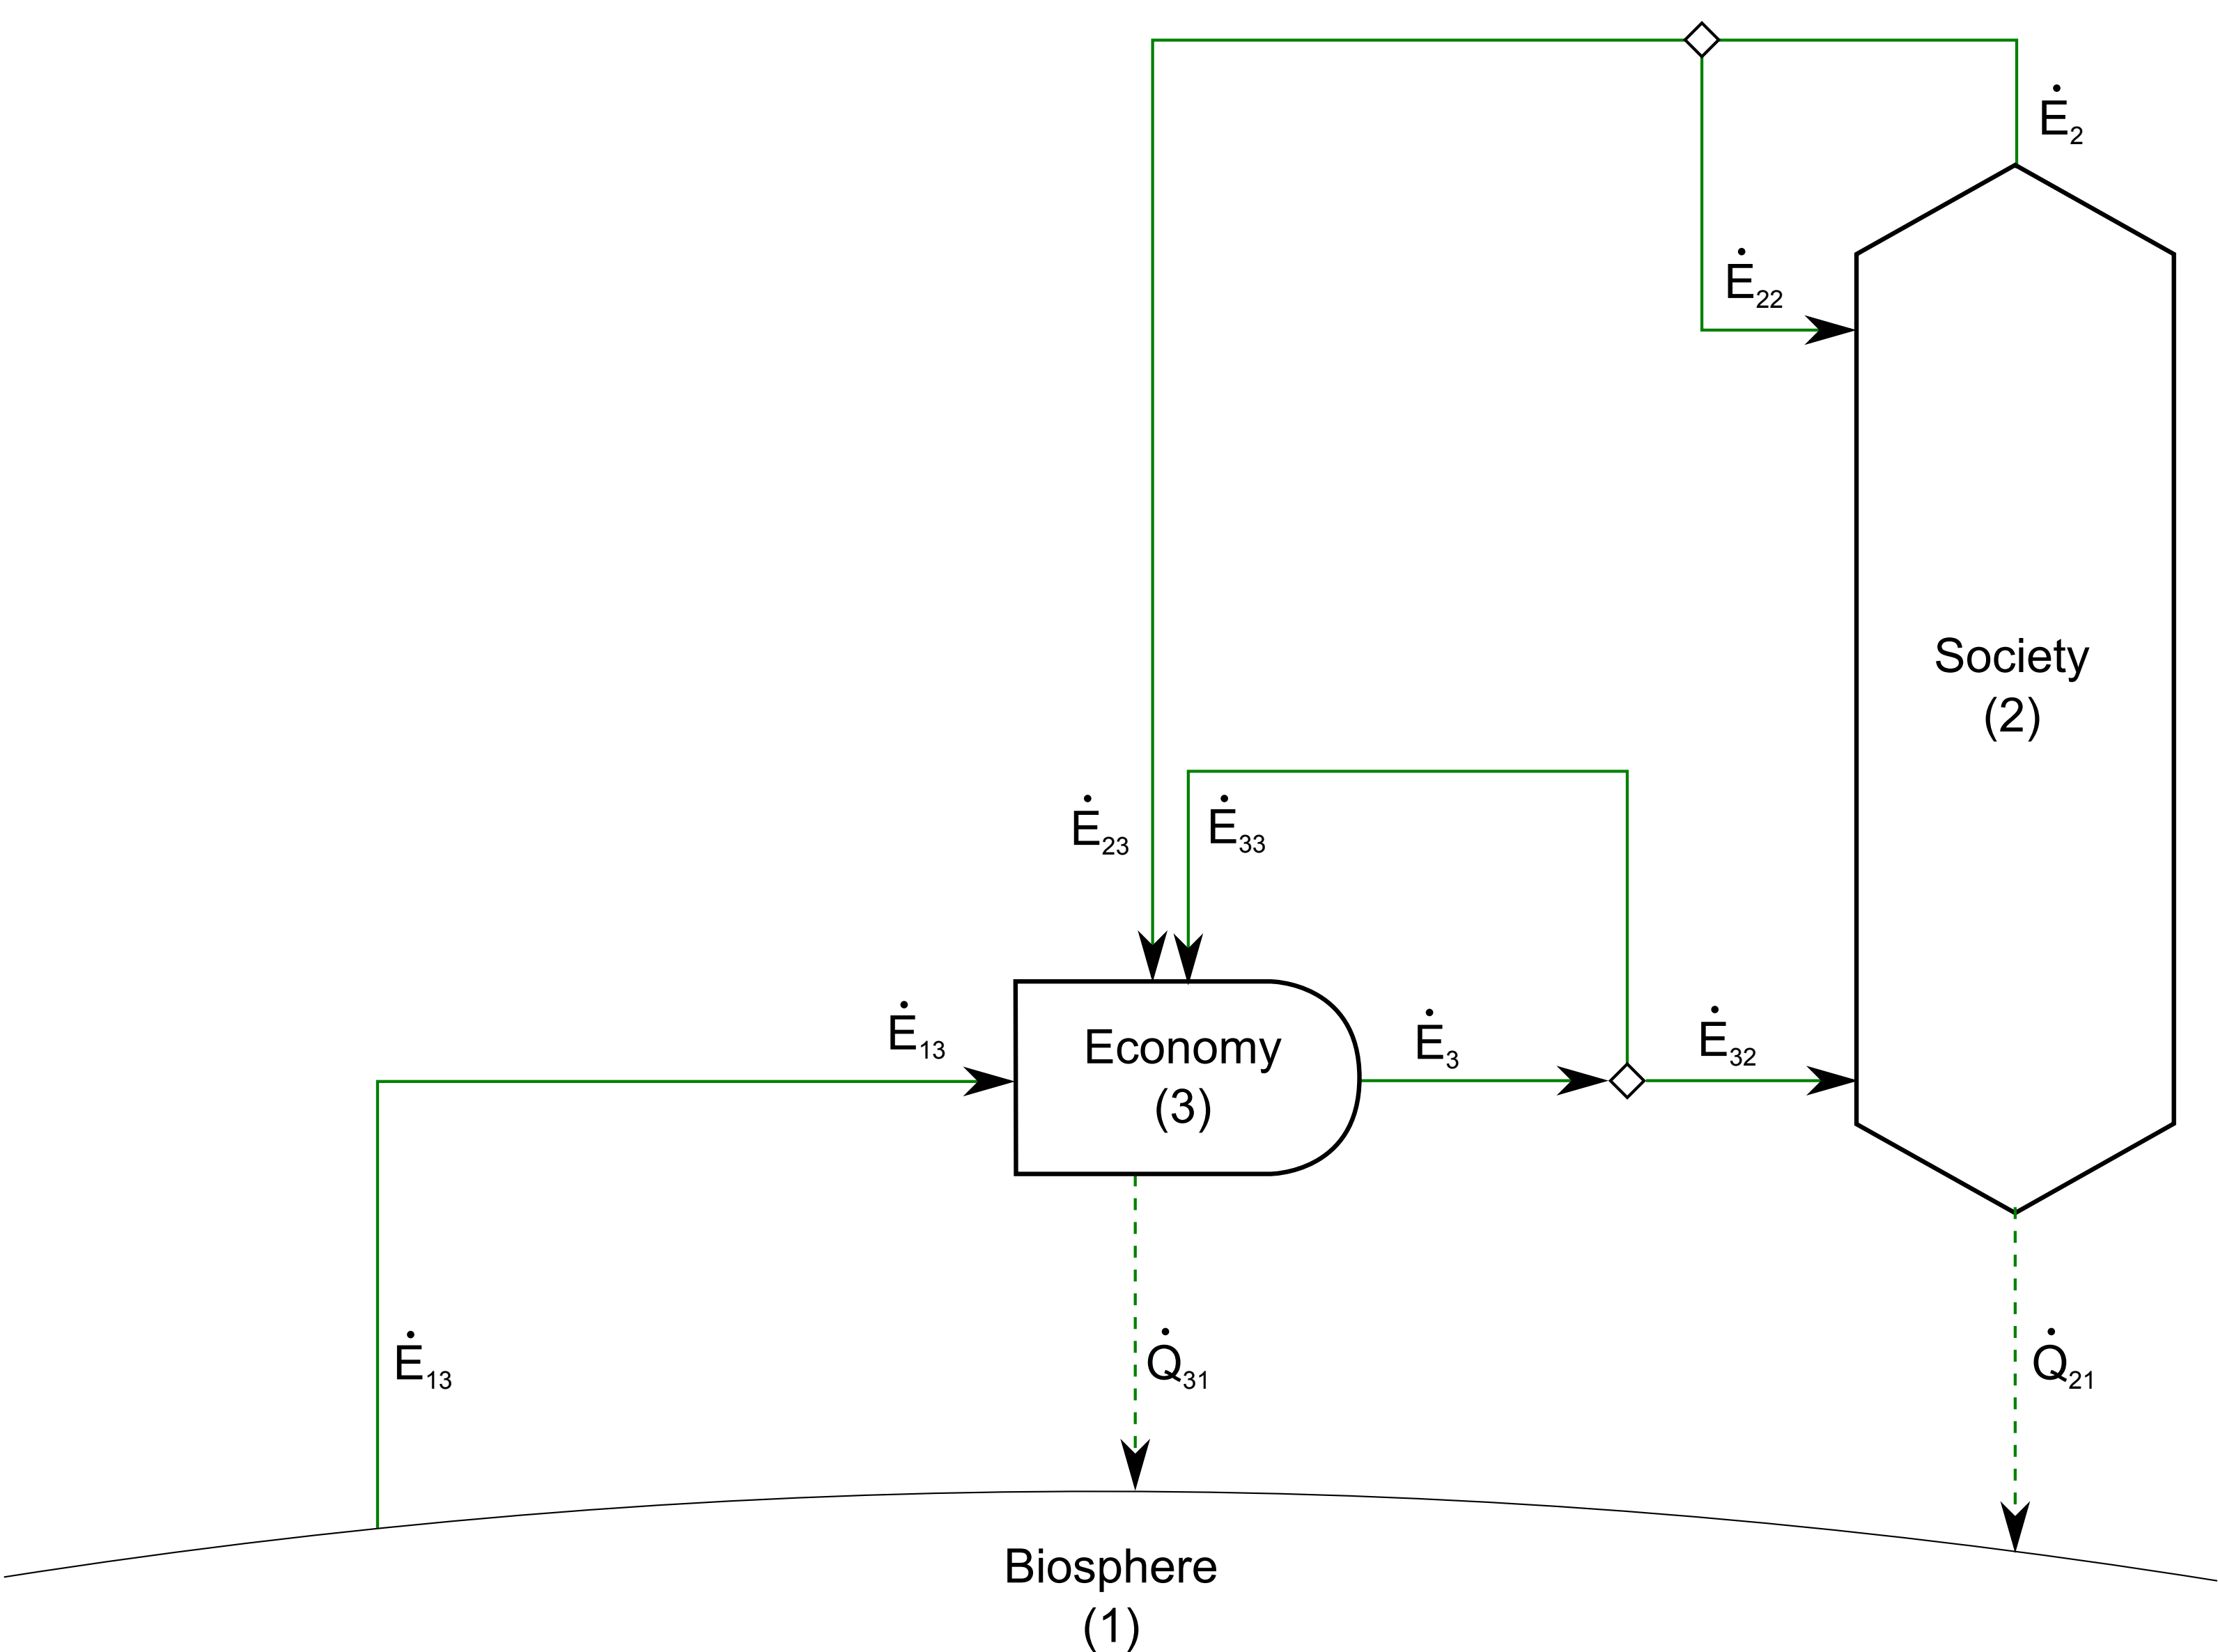 Ė₂
Ė₂₂
Society
(2)
Ė₂₃
Ė₃₃
Ė₁₃
Economy
(3)
Ė₃
Ė₃₂
Ė₁₃
Q̇₃₁
Q̇₂₁
Biosphere
(1)